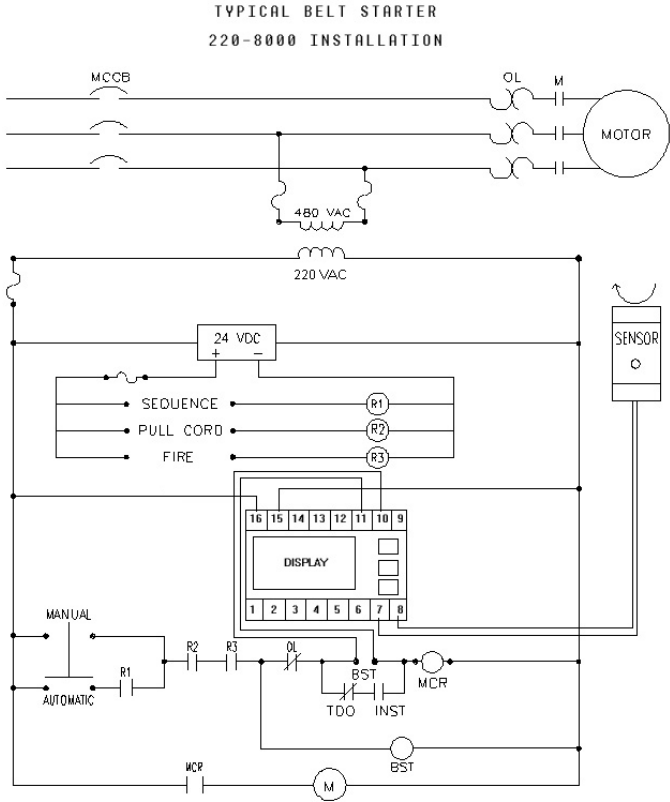 TYPICAL BELT STARTER
220-8000 INSTALLATION
MCCB
OL
M
MOTOR
480 VAC
220 VAC
24 VDC
+ −
SENSOR
SEQUENCE
R1
PULL CORD
R2
FIRE
R3
16 15 14 13 12 11 10 9
DISPLAY
1 2 3 4 5 6 7 8
MANUAL
R2
R3
OL
R1
BST
MCR
AUTOMATIC
TDO
INST
BST
MCR
M